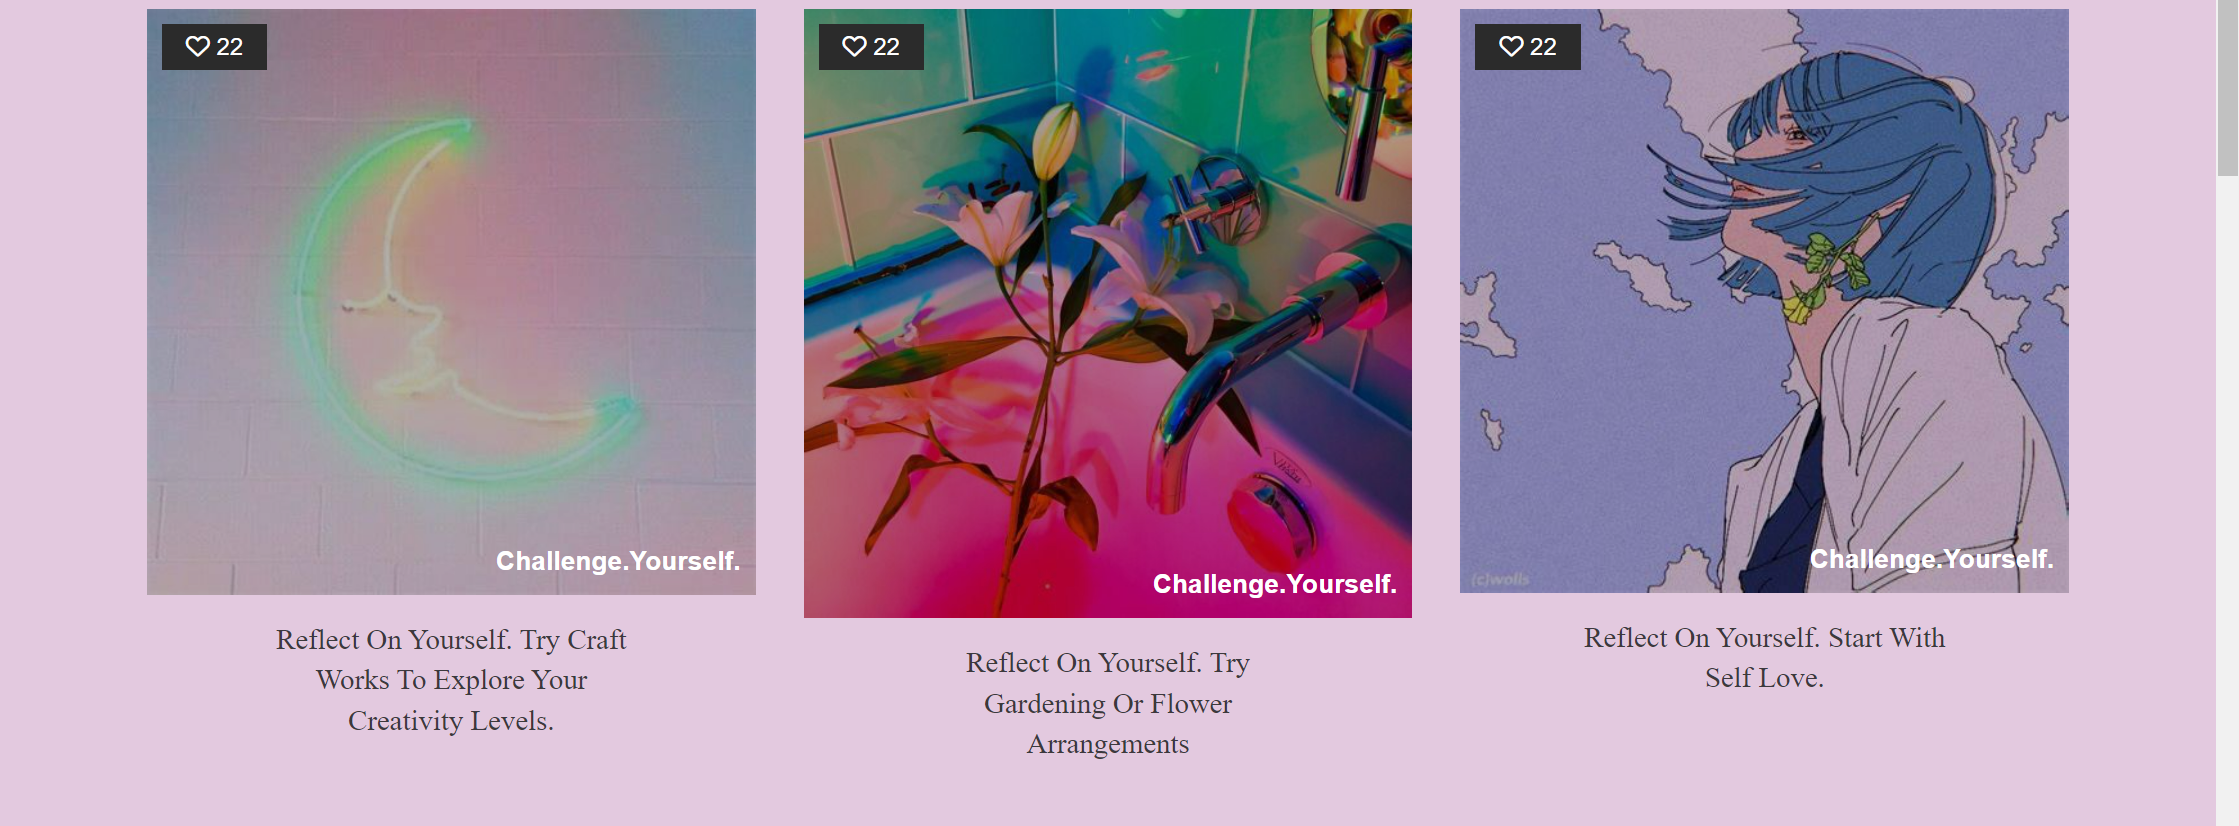 22
22
22
Challenge.Yourself.
Challenge.Yourself.
(c)wolls
Challenge.Yourself.
Reflect On Yourself. Try Craft
Works To Explore Your
Creativity Levels.
Reflect On Yourself. Try
Gardening Or Flower
Arrangements
Reflect On Yourself. Start With
Self Love.